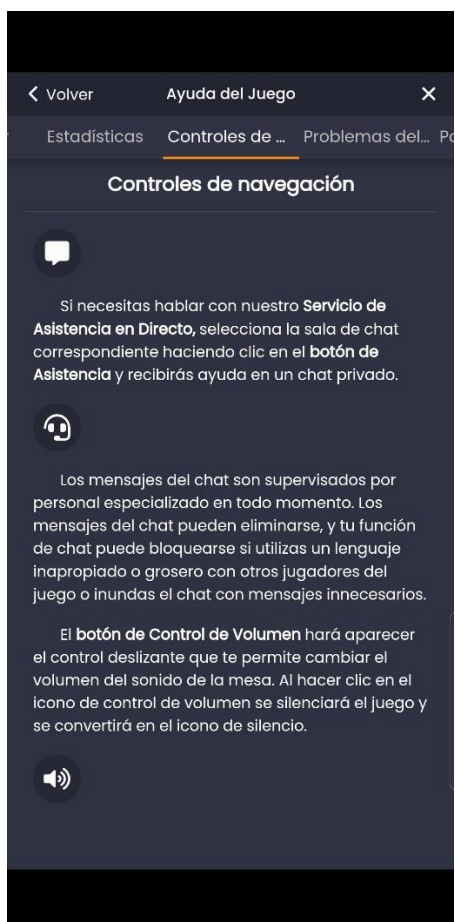 Volver
Ayuda del Juego
Estadísticas
Controles de ...
Problemas del...
Controles de navegación
Si necesitas hablar con nuestro Servicio de
Asistencia en Directo, selecciona la sala de chat
correspondiente haciendo clic en el botón de
Asistencia y recibirás ayuda en un chat privado.
Los mensajes del chat son supervisados por
personal especializado en todo momento. Los
mensajes del chat pueden eliminarse, y tu función
de chat puede bloquearse si utilizas un lenguaje
inapropiado o grosero con otros jugadores del
juego o inundas el chat con mensajes innecesarios.
El botón de Control de Volumen hará aparecer
el control deslizante que te permite cambiar el
volumen del sonido de la mesa. Al hacer clic en el
icono de control de volumen se silenciará el juego y
se convertirá en el icono de silencio.